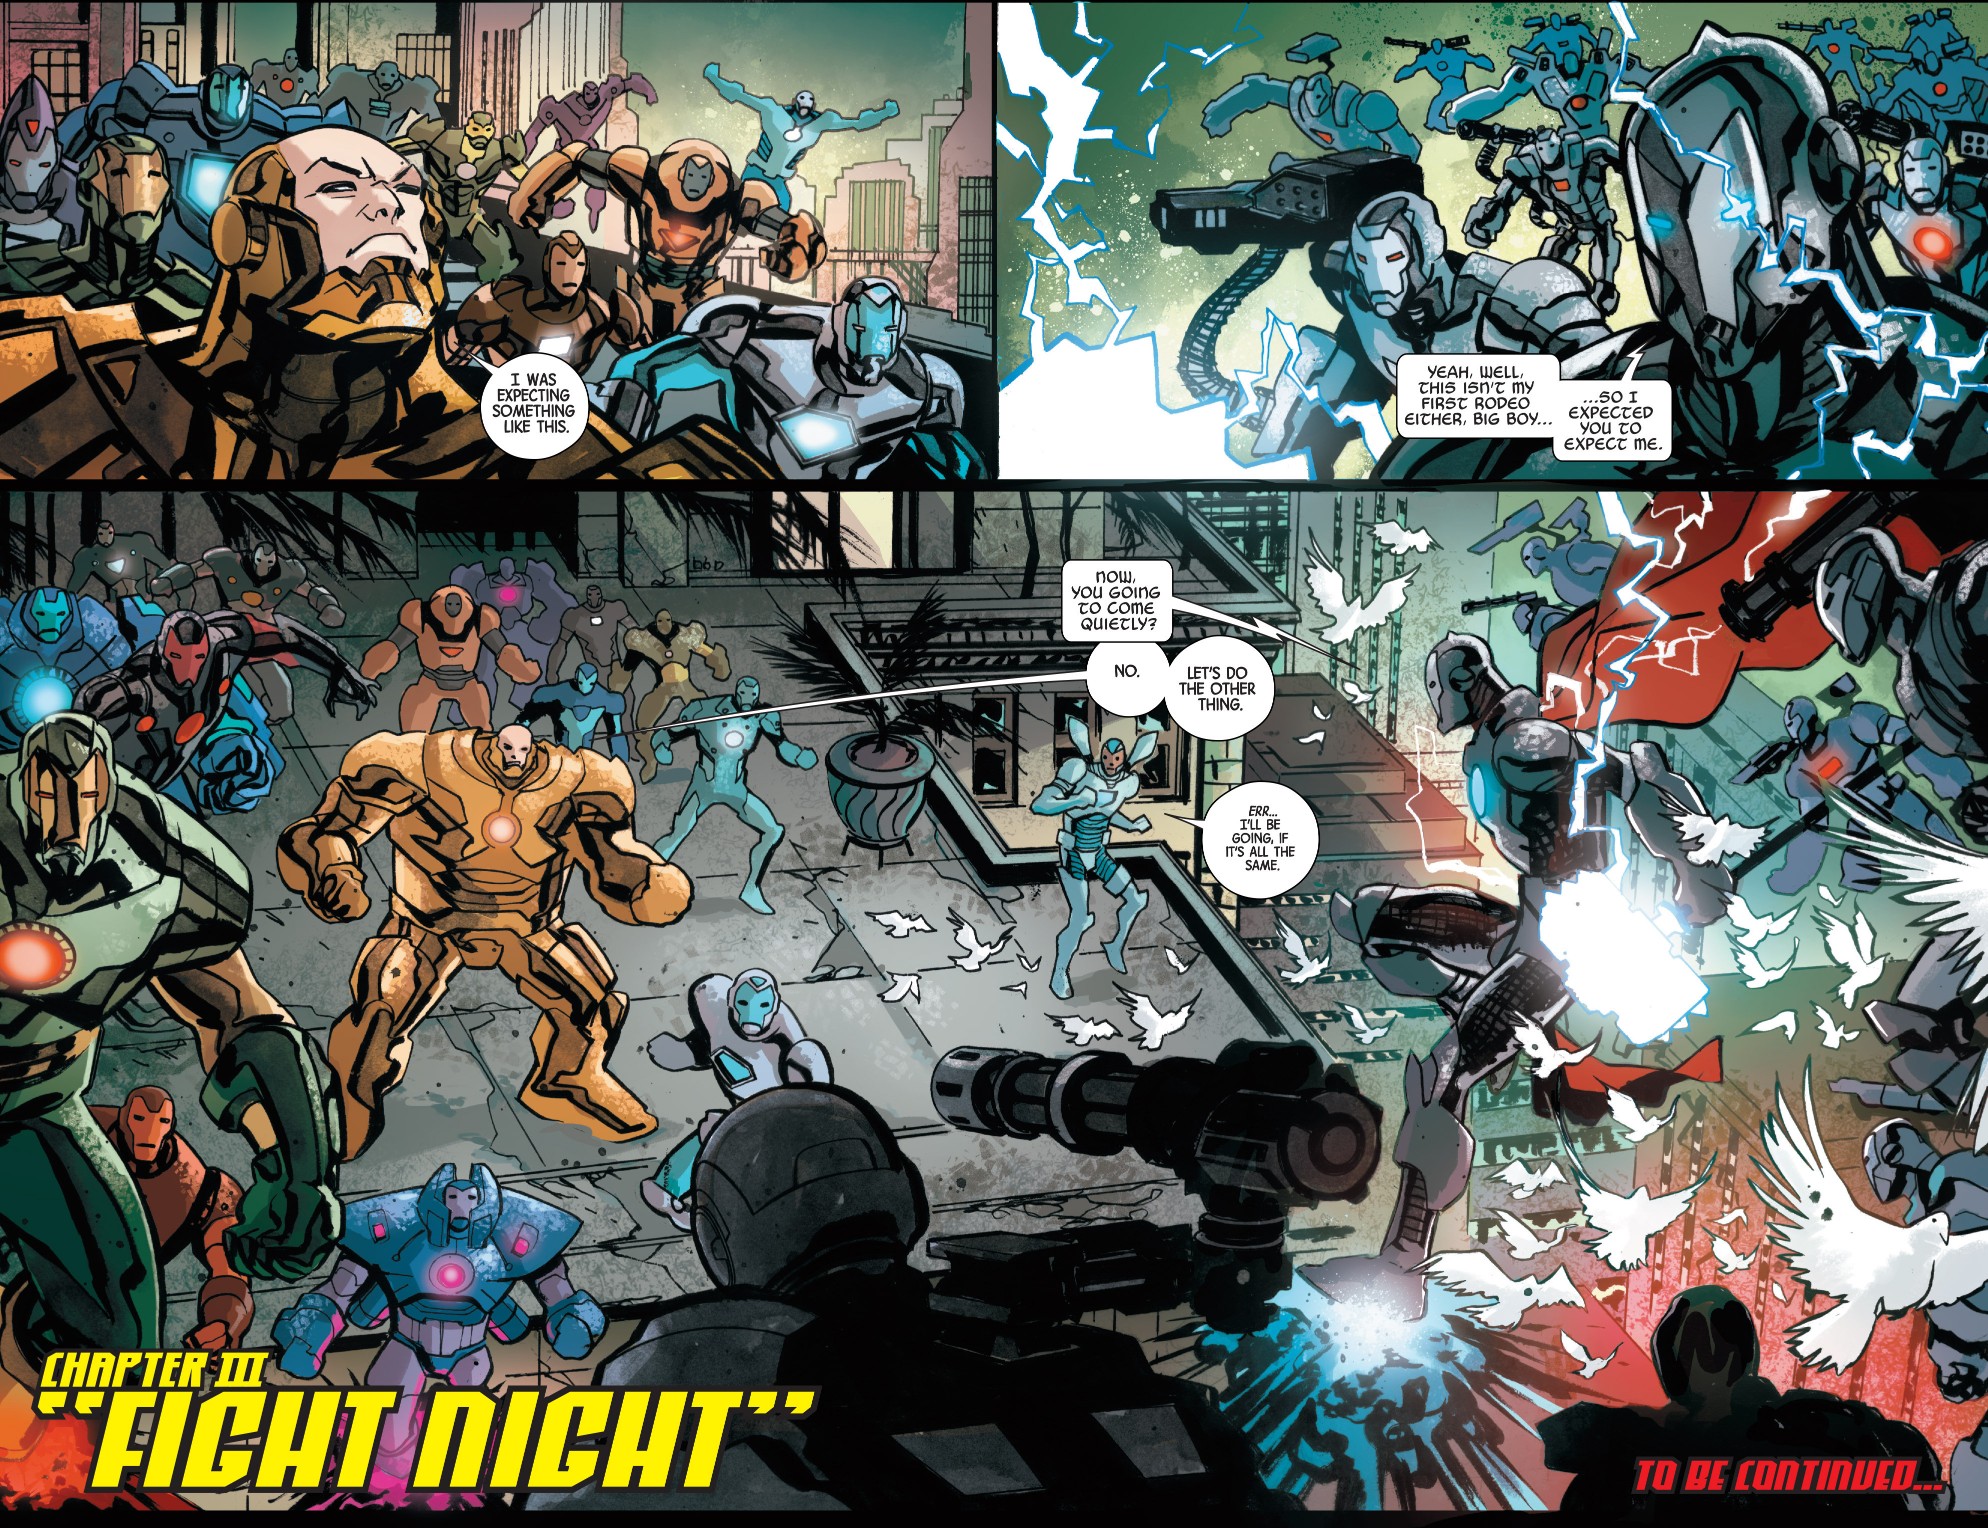 I WAS
EXPECTING
SOMETHING
LIKE THIS.
YEAH, WELL,
THIS ISN'T MY
FIRST RODEO
EITHER, BIG BOY...
...SO I
EXPECTED
YOU TO
EXPECT ME.
NOW,
YOU GOING
TO COME
QUIETLY?
NO.
LET'S DO
THE OTHER
THING.
ERR...
I'LL BE
GOING, IF
IT'S ALL THE
SAME.
CHAPTER III
"FIGHT NIGHT"
TO BE CONTINUED...